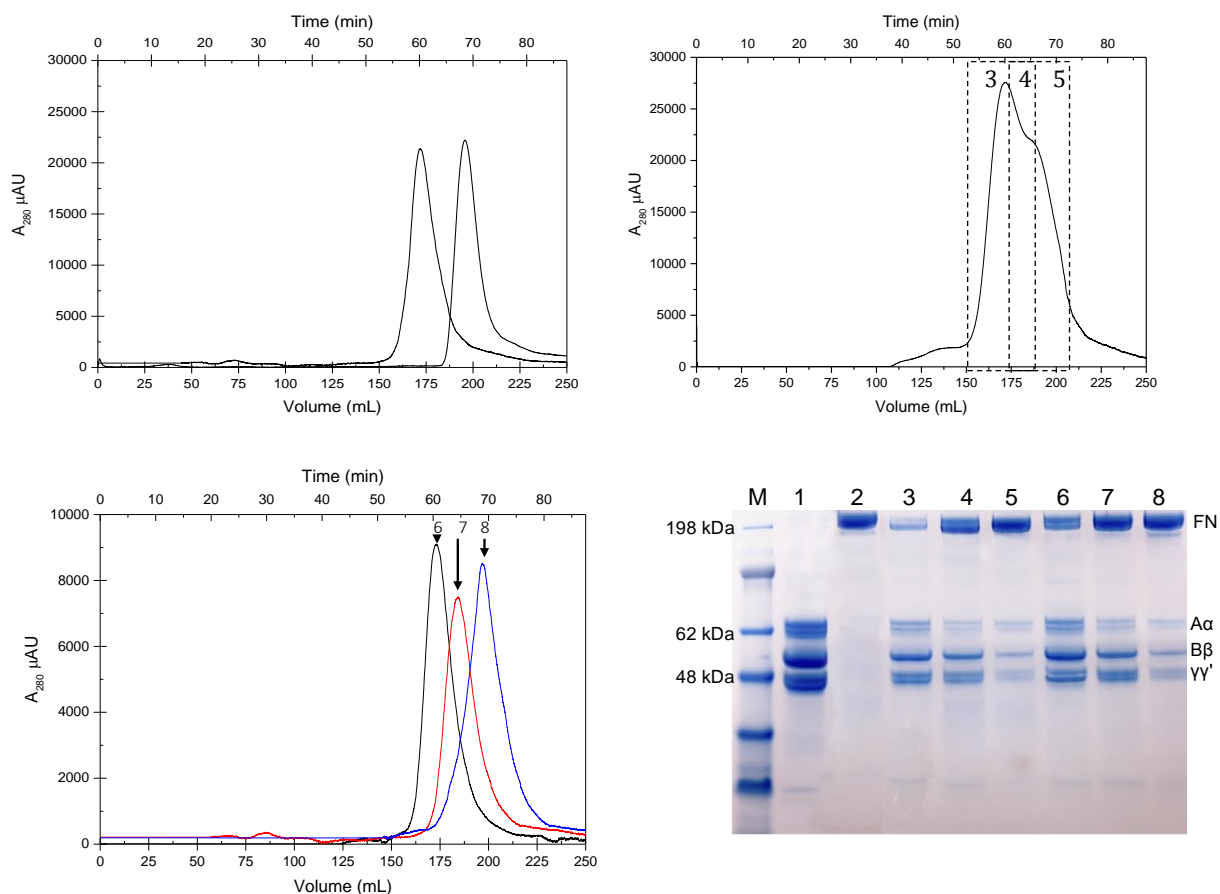 Time (min)
0 10 20 30 40 50 60 70 80
30000
25000
20000
15000
10000
5000
0
A280 µAU
0 25 50 75 100 125 150 175 200 225 250
Volume (mL)
Time (min)
0 10 20 30 40 50 60 70 80
3 4 5
30000
25000
20000
15000
10000
5000
0
A280 µAU
0 25 50 75 100 125 150 175 200 225 250
Volume (mL)
Time (min)
0 10 20 30 40 50 60 70 80
6 7 8
10000
8000
6000
4000
2000
0
A280 µAU
0 25 50 75 100 125 150 175 200 225 250
Volume (mL)
M 1 2 3 4 5 6 7 8
198 kDa FN
62 kDa Aα
Bβ
48 kDa γγ'